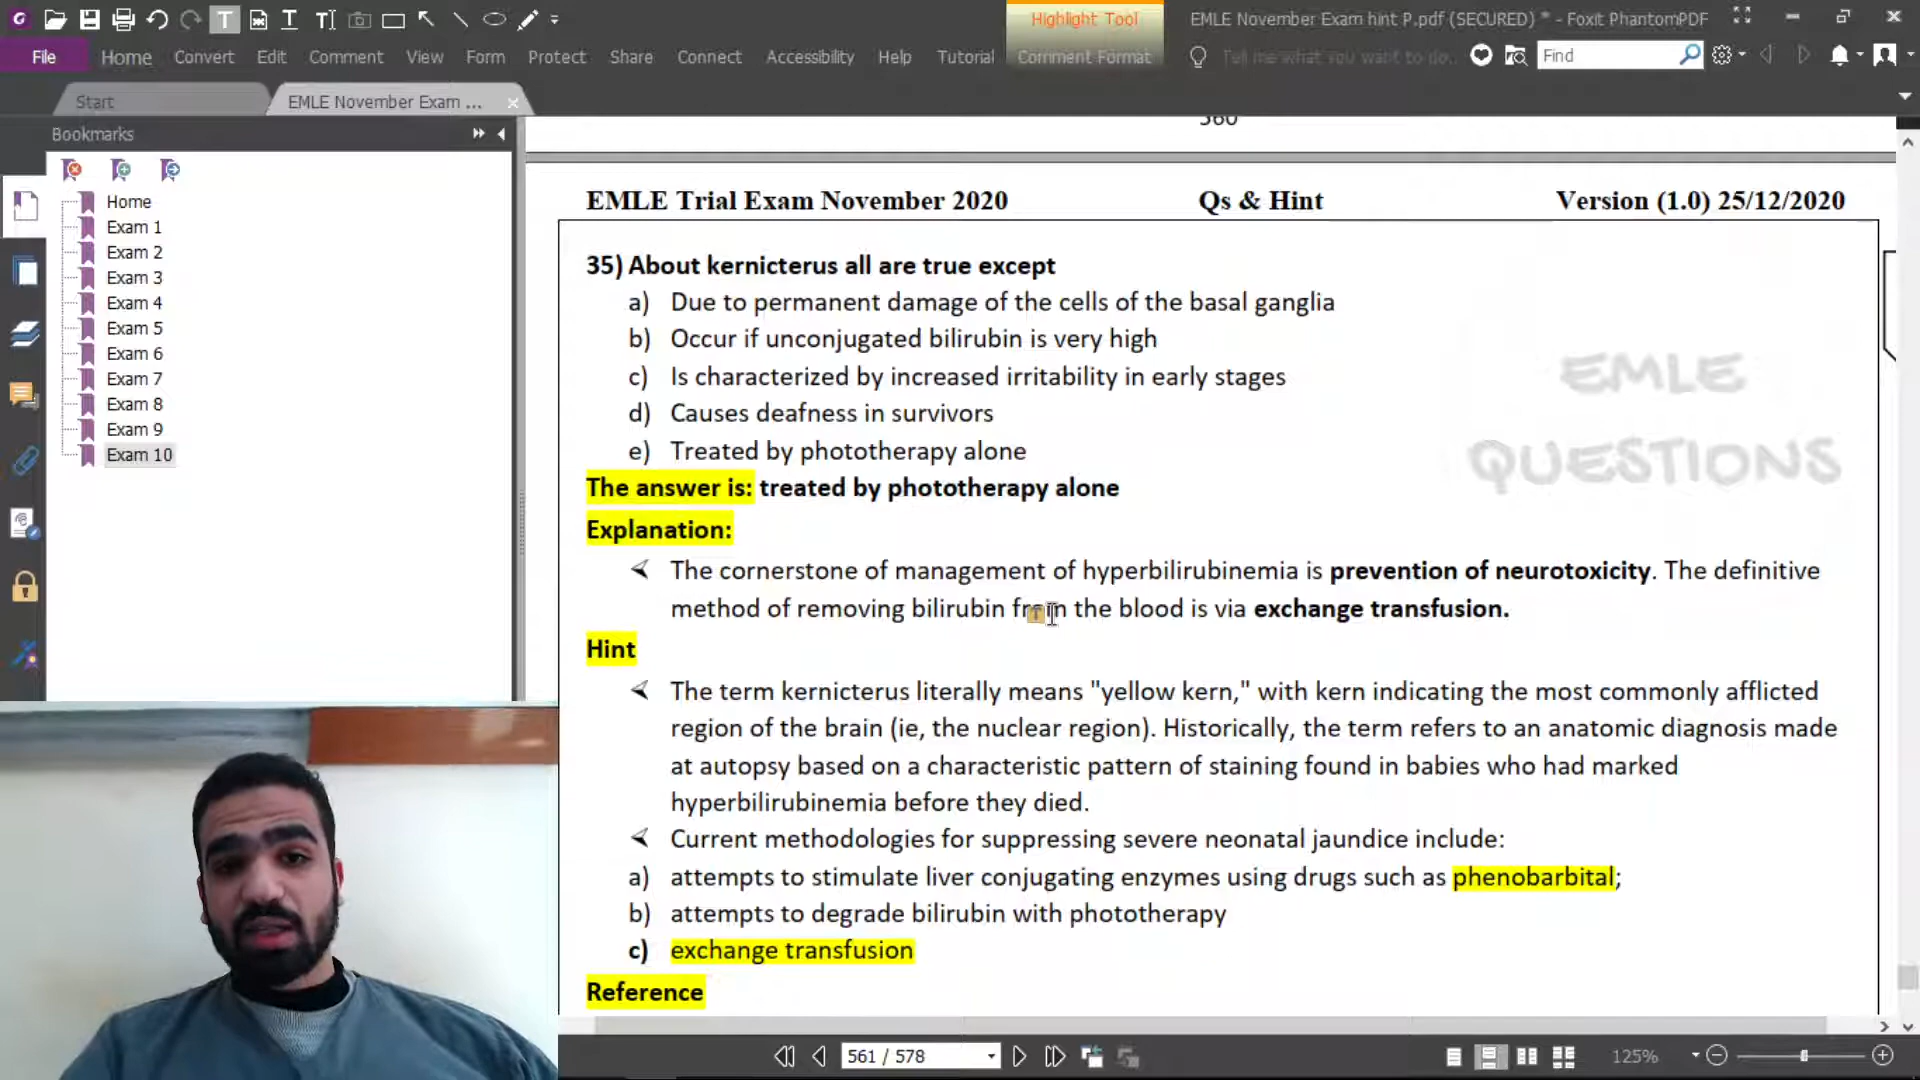 Highlight Tool
EMLE November Exam hint P.pdf (SECURED) * - Foxit PhantomPDF
File Home Convert Edit Comment View Form Protect Share Connect Accessibility Help Tutorial Comment Format Tell me what you want to do.. Find
Start EMLE November Exam ...
Bookmarks
Home
Exam 1
Exam 2
Exam 3
Exam 4
Exam 5
Exam 6
Exam 7
Exam 8
Exam 9
Exam 10
560
EMLE Trial Exam November 2020 Qs & Hint Version (1.0) 25/12/2020
35) About kernicterus all are true except
a) Due to permanent damage of the cells of the basal ganglia
b) Occur if unconjugated bilirubin is very high
c) Is characterized by increased irritability in early stages
d) Causes deafness in survivors
e) Treated by phototherapy alone
The answer is: treated by phototherapy alone
Explanation:
The cornerstone of management of hyperbilirubinemia is prevention of neurotoxicity. The definitive
method of removing bilirubin from the blood is via exchange transfusion.
Hint
The term kernicterus literally means "yellow kern," with kern indicating the most commonly afflicted
region of the brain (ie, the nuclear region). Historically, the term refers to an anatomic diagnosis made
at autopsy based on a characteristic pattern of staining found in babies who had marked
hyperbilirubinemia before they died.
Current methodologies for suppressing severe neonatal jaundice include:
a) attempts to stimulate liver conjugating enzymes using drugs such as phenobarbital;
b) attempts to degrade bilirubin with phototherapy
c) exchange transfusion
Reference
EMLE
QUESTIONS
561 / 578
125%